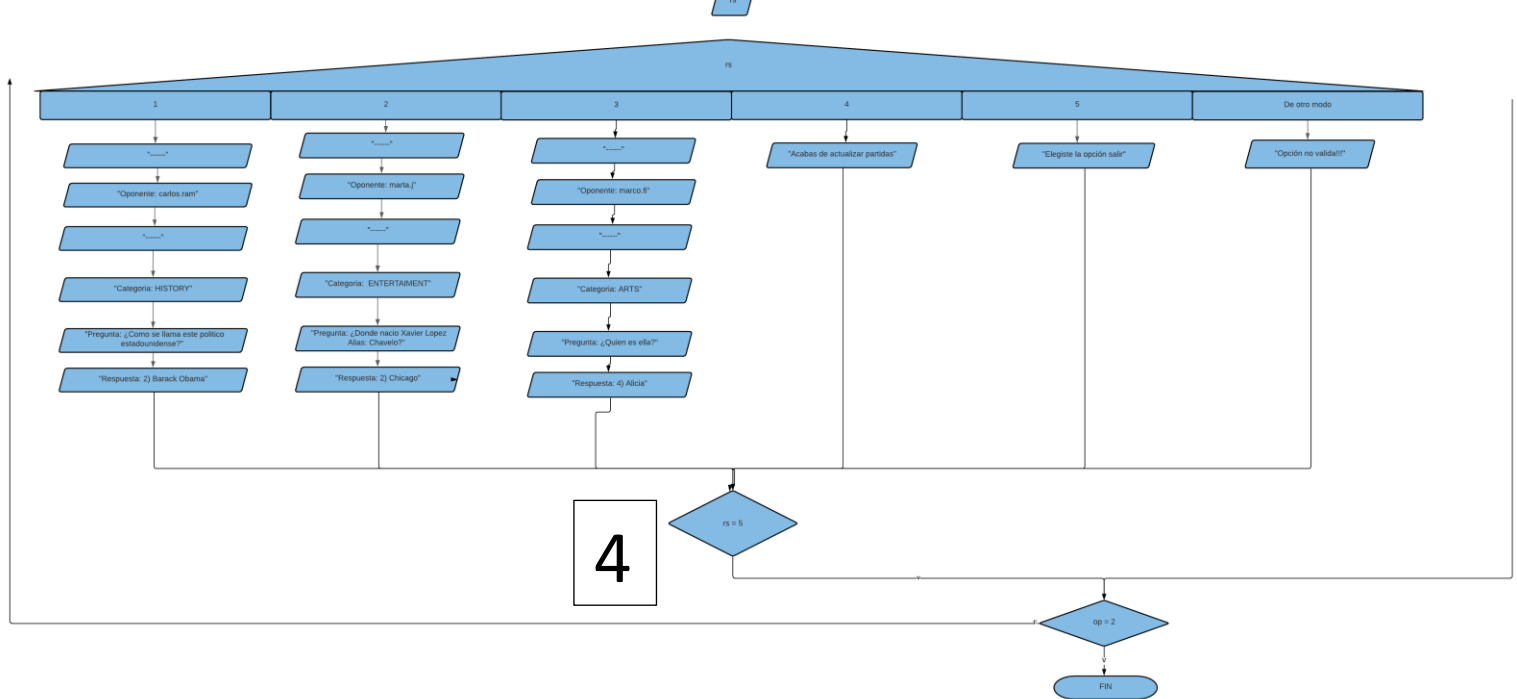 rs
rs
1
2
3
4
5
De otro modo
"-------"
"Oponente: carlos.ram"
"-------"
"Categoria: HISTORY"
"Pregunta: ¿Como se llama este politico
estadounidense?"
"Respuesta: 2) Barack Obama"
"-------"
"Oponente: marta.j"
"-------"
"Categoria:  ENTERTAIMENT"
"Pregunta: ¿Donde nacio Xavier Lopez
Alias: Chavelo?"
"Respuesta: 2) Chicago"
"-------"
"Oponente: marco.fl"
"-------"
"Categoria: ARTS"
"Pregunta: ¿Quien es ella?"
"Respuesta: 4) Alicia"
"Acabas de actualizar partidas"
"Elegiste la opción salir"
"Opción no valida!!!"
rs = 5
4
v
F
op = 2
v
FIN